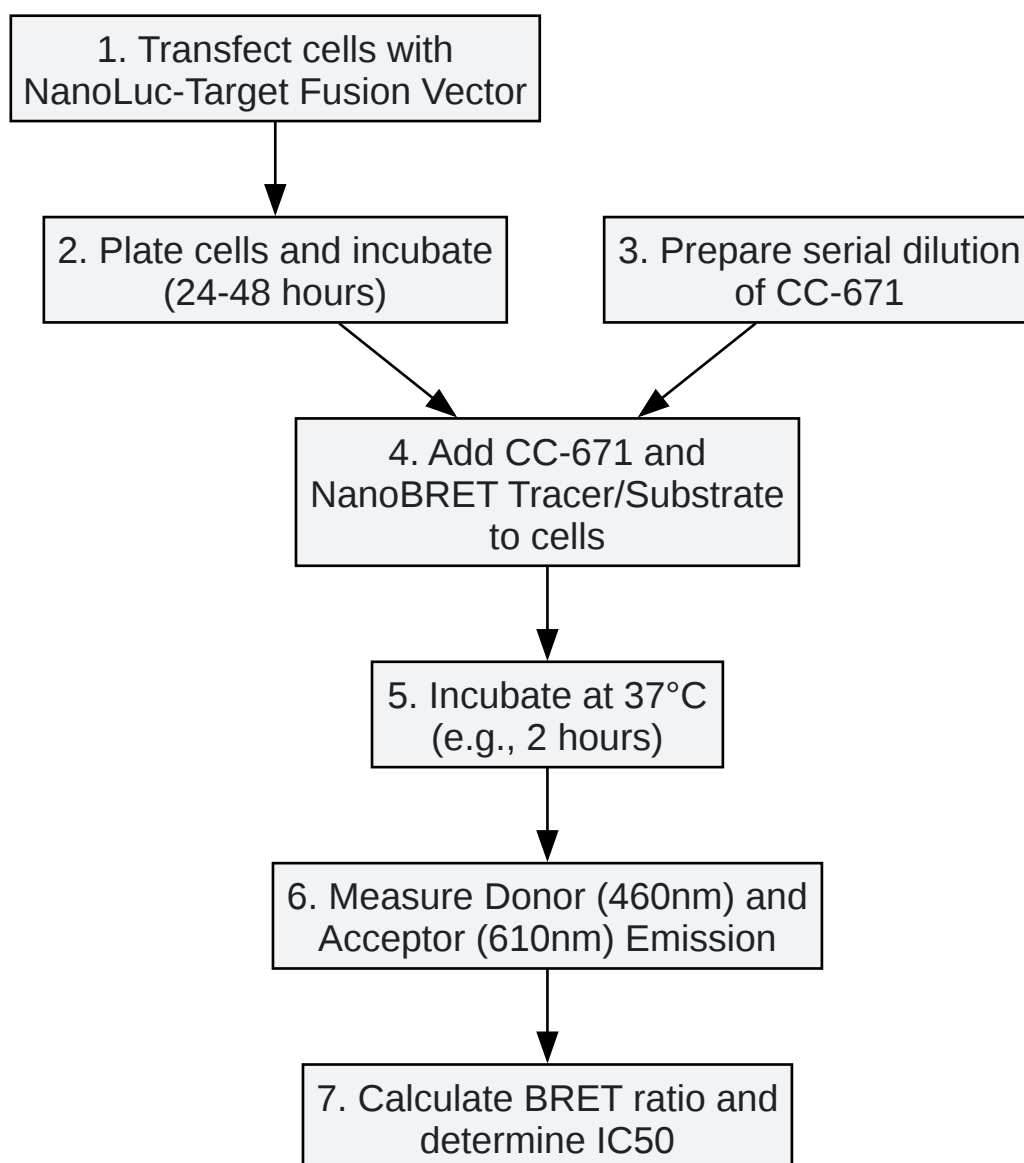 1. Transfect cells with
NanoLuc-Target Fusion Vector
2. Plate cells and incubate
(24-48 hours)
3. Prepare serial dilution
of CC-671
4. Add CC-671 and
NanoBRET Tracer/Substrate
to cells
5. Incubate at 37°C
(e.g., 2 hours)
6. Measure Donor (460nm) and
Acceptor (610nm) Emission
7. Calculate BRET ratio and
determine IC50